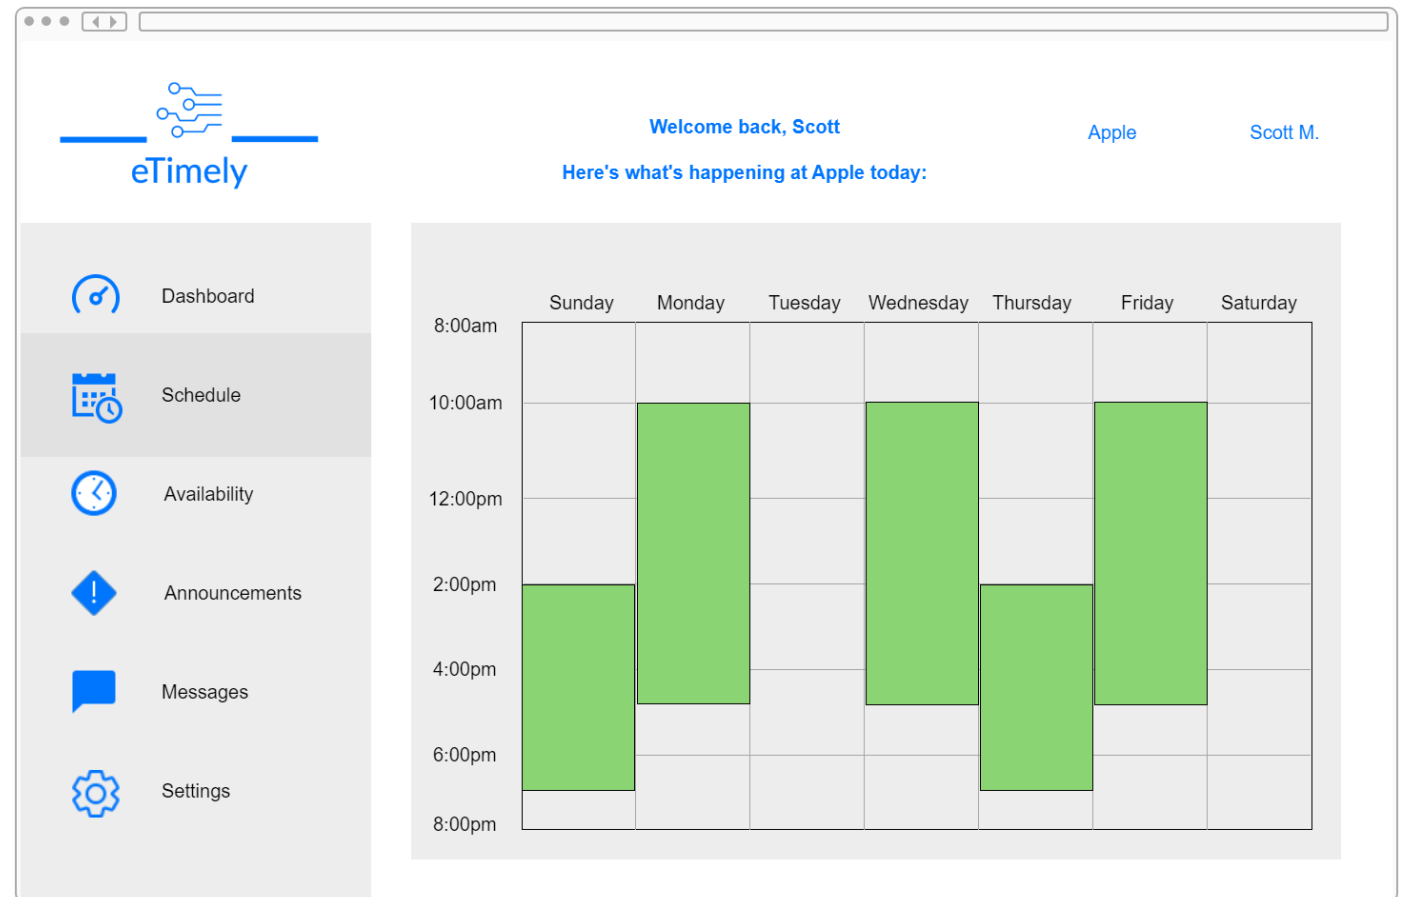 eTimely
Welcome back, Scott
Here's what's happening at Apple today:
Apple
Scott M.
Dashboard
Schedule
Availability
Announcements
Messages
Settings
Sunday Monday Tuesday Wednesday Thursday Friday Saturday
8:00am
10:00am
12:00pm
2:00pm
4:00pm
6:00pm
8:00pm